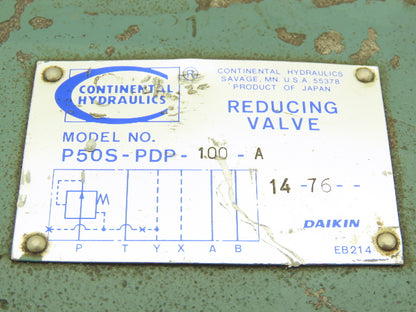 CONTINENTAL
HYDRAULICS
®
CONTINENTAL HYDRAULICS
SAVAGE, MN. U.S.A. 55378
PRODUCT OF JAPAN
REDUCING
VALVE
MODEL NO.
P50S-PDP-100-A
14-76--
P T Y X A B
DAIKIN
EB214